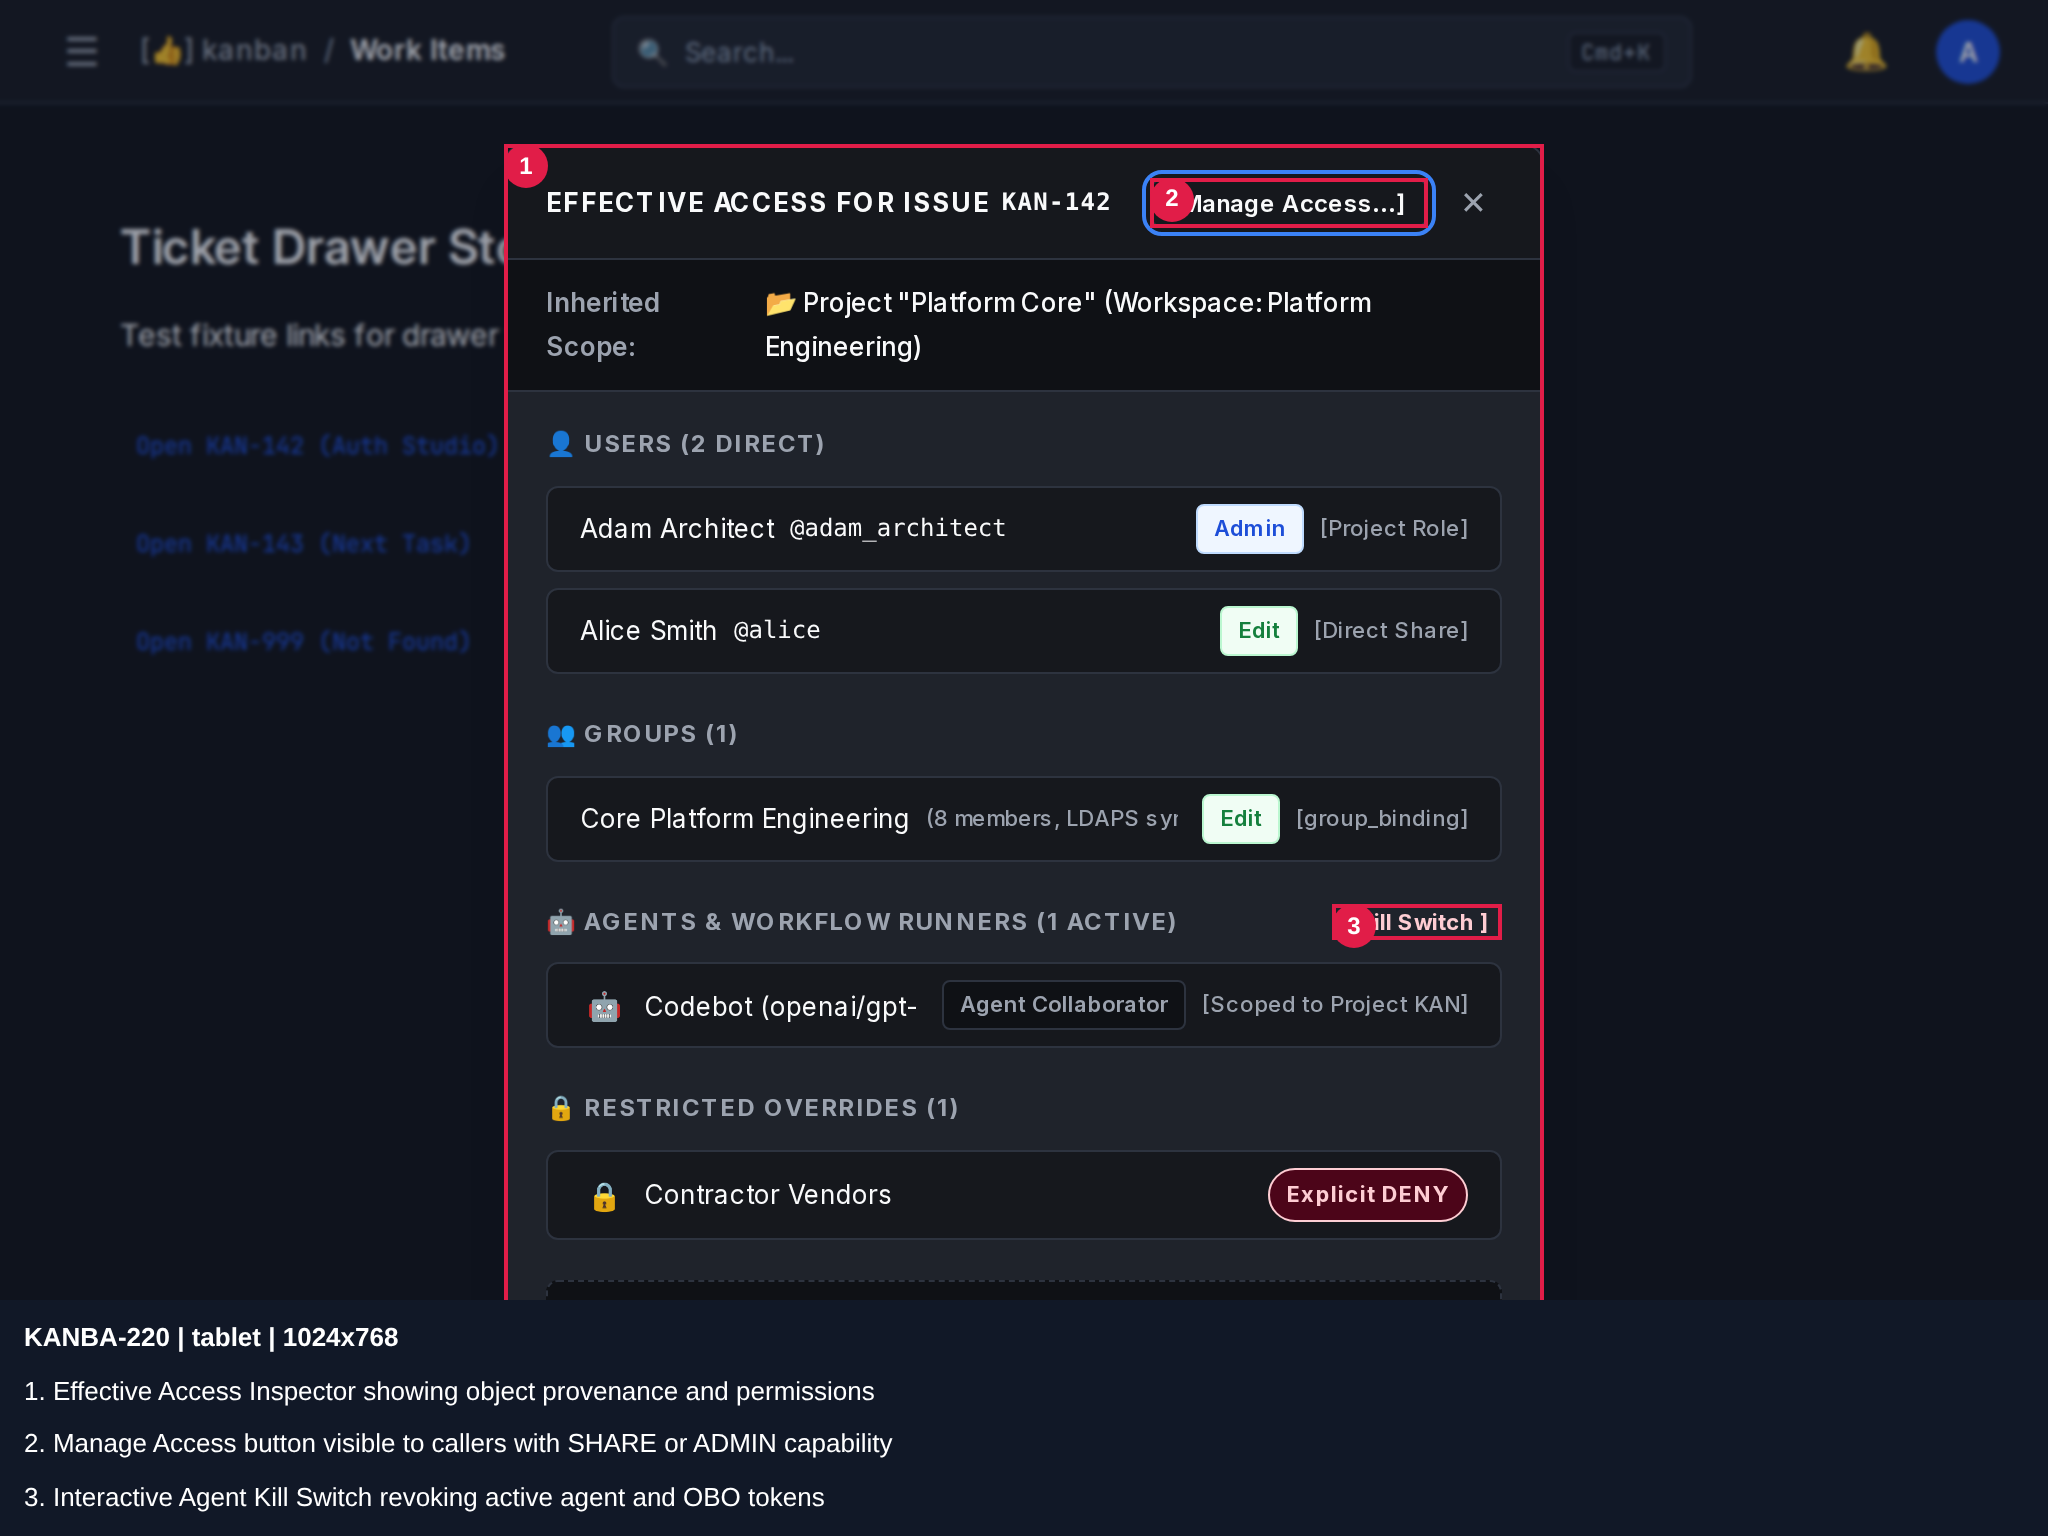 [👍] kanban / Work Items
🔍 Search...
Cmd+K
A
1
EFFECTIVE ACCESS FOR ISSUE KAN-142
2
Manage Access...]
✕
Ticket Drawer
Test fixture links for drawer
Inherited Scope:
📂 Project "Platform Core" (Workspace: Platform
Engineering)
Open KAN-142 (Auth Studio)
Open KAN-143 (Next Task)
Open KAN-999 (Not Found)
👤 USERS (2 DIRECT)
Adam Architect @adam_architect Admin [Project Role]
Alice Smith @alice Edit [Direct Share]
👥 GROUPS (1)
Core Platform Engineering (8 members, LDAPS Edit [group_binding]
🤖 AGENTS & WORKFLOW RUNNERS (1 ACTIVE)
3
Switch ]
🤖 Codebot (openai/gpt- Agent Collaborator [Scoped to Project KAN]
🔒 RESTRICTED OVERRIDES (1)
🔒 Contractor Vendors Explicit DENY
KANBA-220 | tablet | 1024x768
1. Effective Access Inspector showing object provenance and permissions
2. Manage Access button visible to callers with SHARE or ADMIN capability
3. Interactive Agent Kill Switch revoking active agent and OBO tokens